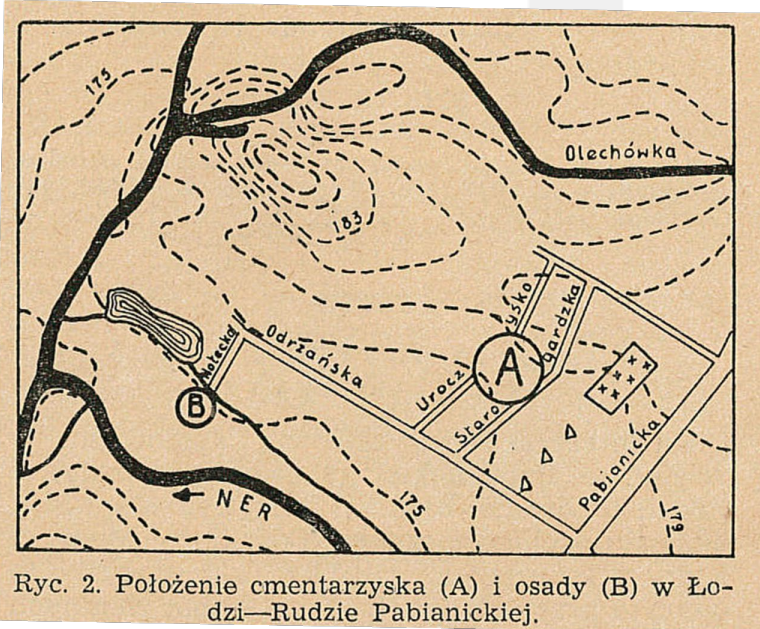 175
Olechówka
183
Uroczysko
Starogardzka
Notecka
Odrzańska
A
B
Pabianicka
175
NER
179
Ryc. 2. Położenie cmentarzyska (A) i osady (B) w Ło-
dzi—Rudzie Pabianickiej.